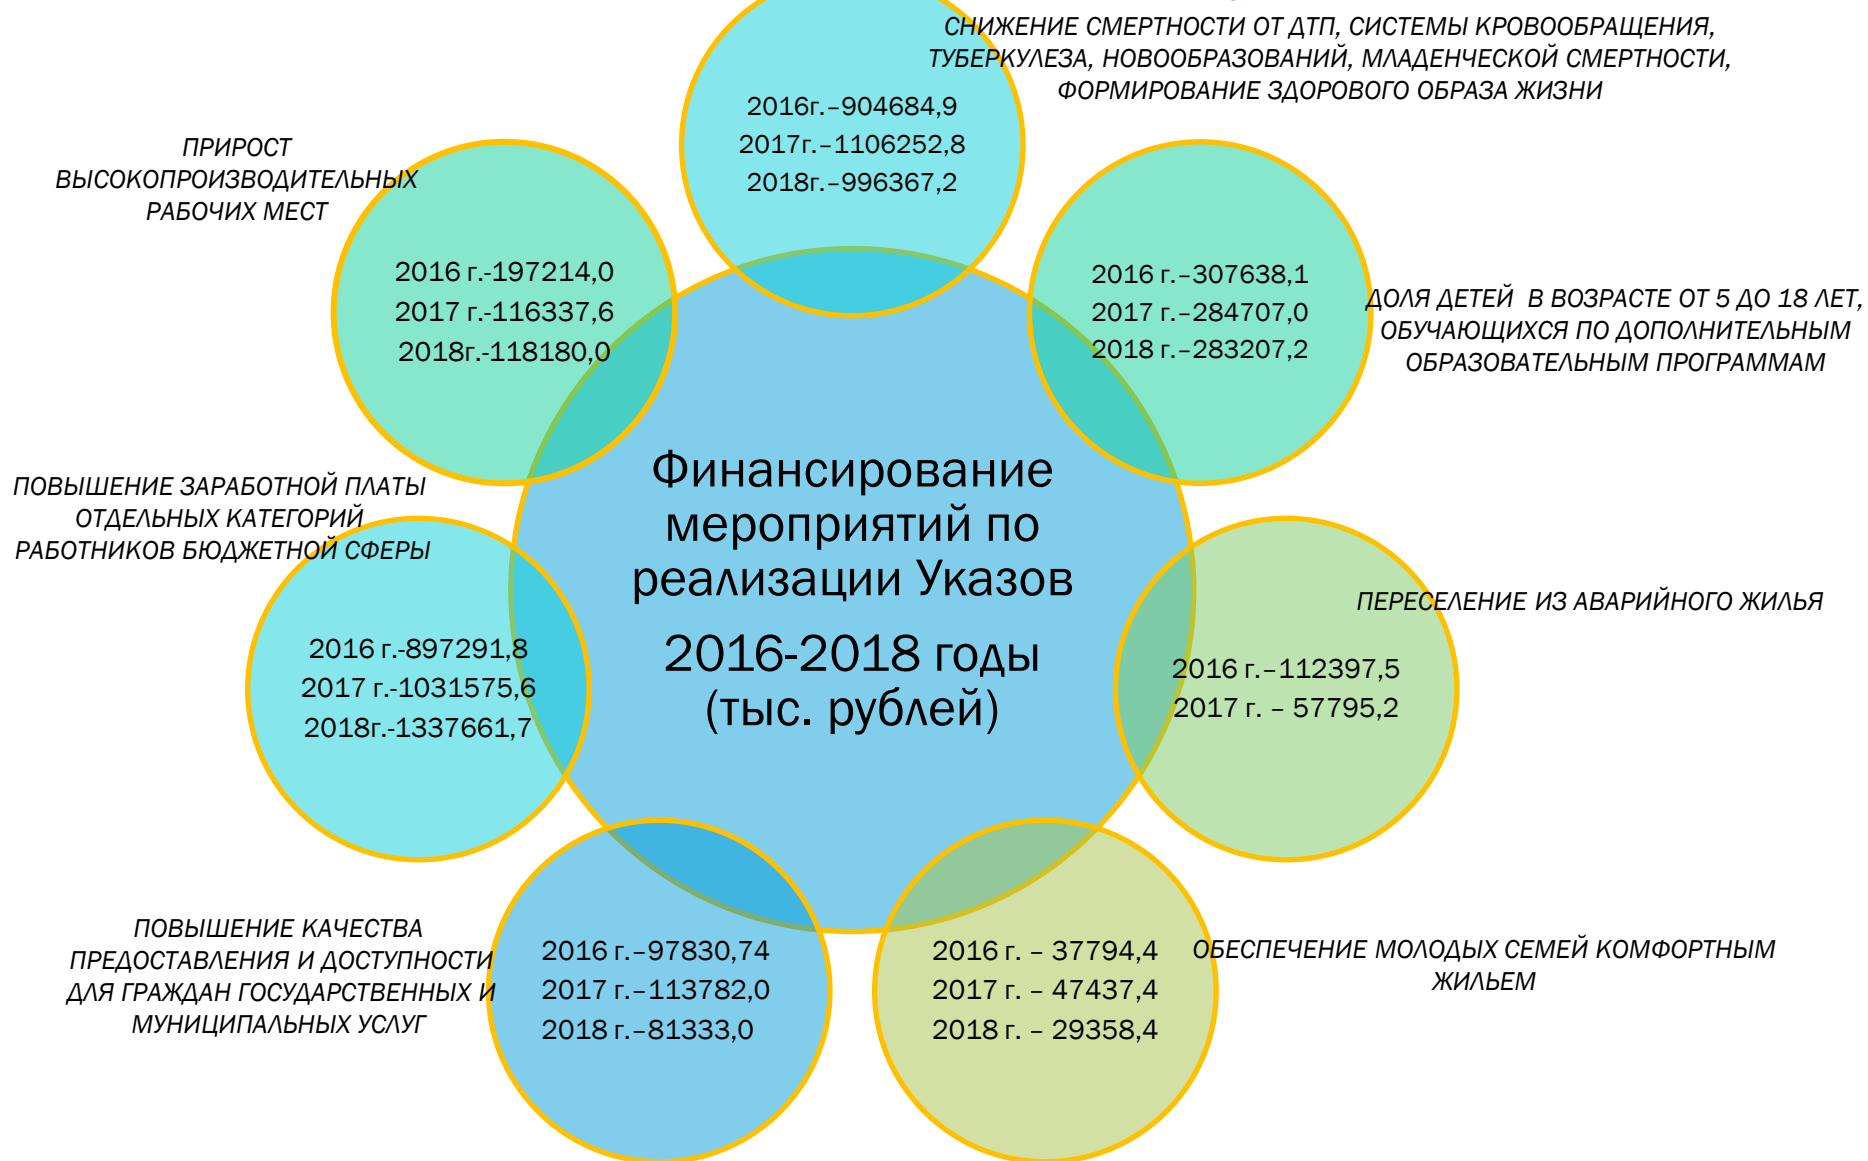 СНИЖЕНИЕ СМЕРТНОСТИ ОТ ДТП, СИСТЕМЫ КРОВООБРАЩЕНИЯ,
ТУБЕРКУЛЕЗА, НОВООБРАЗОВАНИЙ, МЛАДЕНЧЕСКОЙ СМЕРТНОСТИ,
ФОРМИРОВАНИЕ ЗДОРОВОГО ОБРАЗА ЖИЗНИ
2016г.–904684,9
2017г.–1106252,8
2018г.–996367,2
ПРИРОСТ
ВЫСОКОПРОИЗВОДИТЕЛЬНЫХ
РАБОЧИХ МЕСТ
2016 г.-197214,0
2017 г.-116337,6
2018г.-118180,0
2016 г.–307638,1
2017 г.–284707,0
2018 г.–283207,2
ДОЛЯ ДЕТЕЙ В ВОЗРАСТЕ ОТ 5 ДО 18 ЛЕТ,
ОБУЧАЮЩИХСЯ ПО ДОПОЛНИТЕЛЬНЫМ
ОБРАЗОВАТЕЛЬНЫМ ПРОГРАММАМ
Финансирование
мероприятий по
реализации Указов
2016-2018 годы
(тыс. рублей)
ПОВЫШЕНИЕ ЗАРАБОТНОЙ ПЛАТЫ
ОТДЕЛЬНЫХ КАТЕГОРИЙ
РАБОТНИКОВ БЮДЖЕТНОЙ СФЕРЫ
2016 г.-897291,8
2017 г.-1031575,6
2018г.-1337661,7
ПЕРЕСЕЛЕНИЕ ИЗ АВАРИЙНОГО ЖИЛЬЯ
2016 г.–112397,5
2017 г. – 57795,2
ПОВЫШЕНИЕ КАЧЕСТВА
ПРЕДОСТАВЛЕНИЯ И ДОСТУПНОСТИ
ДЛЯ ГРАЖДАН ГОСУДАРСТВЕННЫХ И
МУНИЦИПАЛЬНЫХ УСЛУГ
2016 г.–97830,74
2017 г.–113782,0
2018 г.–81333,0
2016 г. – 37794,4
2017 г. – 47437,4
2018 г. – 29358,4
ОБЕСПЕЧЕНИЕ МОЛОДЫХ СЕМЕЙ КОМФОРТНЫМ
ЖИЛЬЕМ